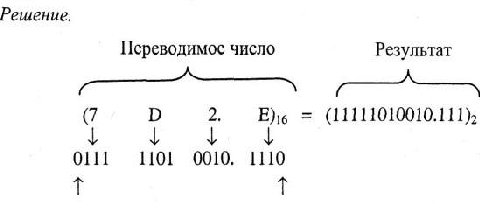 Решение.
Переводимое число Результат
(7 D 2. E)₁₆ = (11111010010.111)₂
↓ ↓ ↓ ↓
0111 1101 0010. 1110
↑ ↑